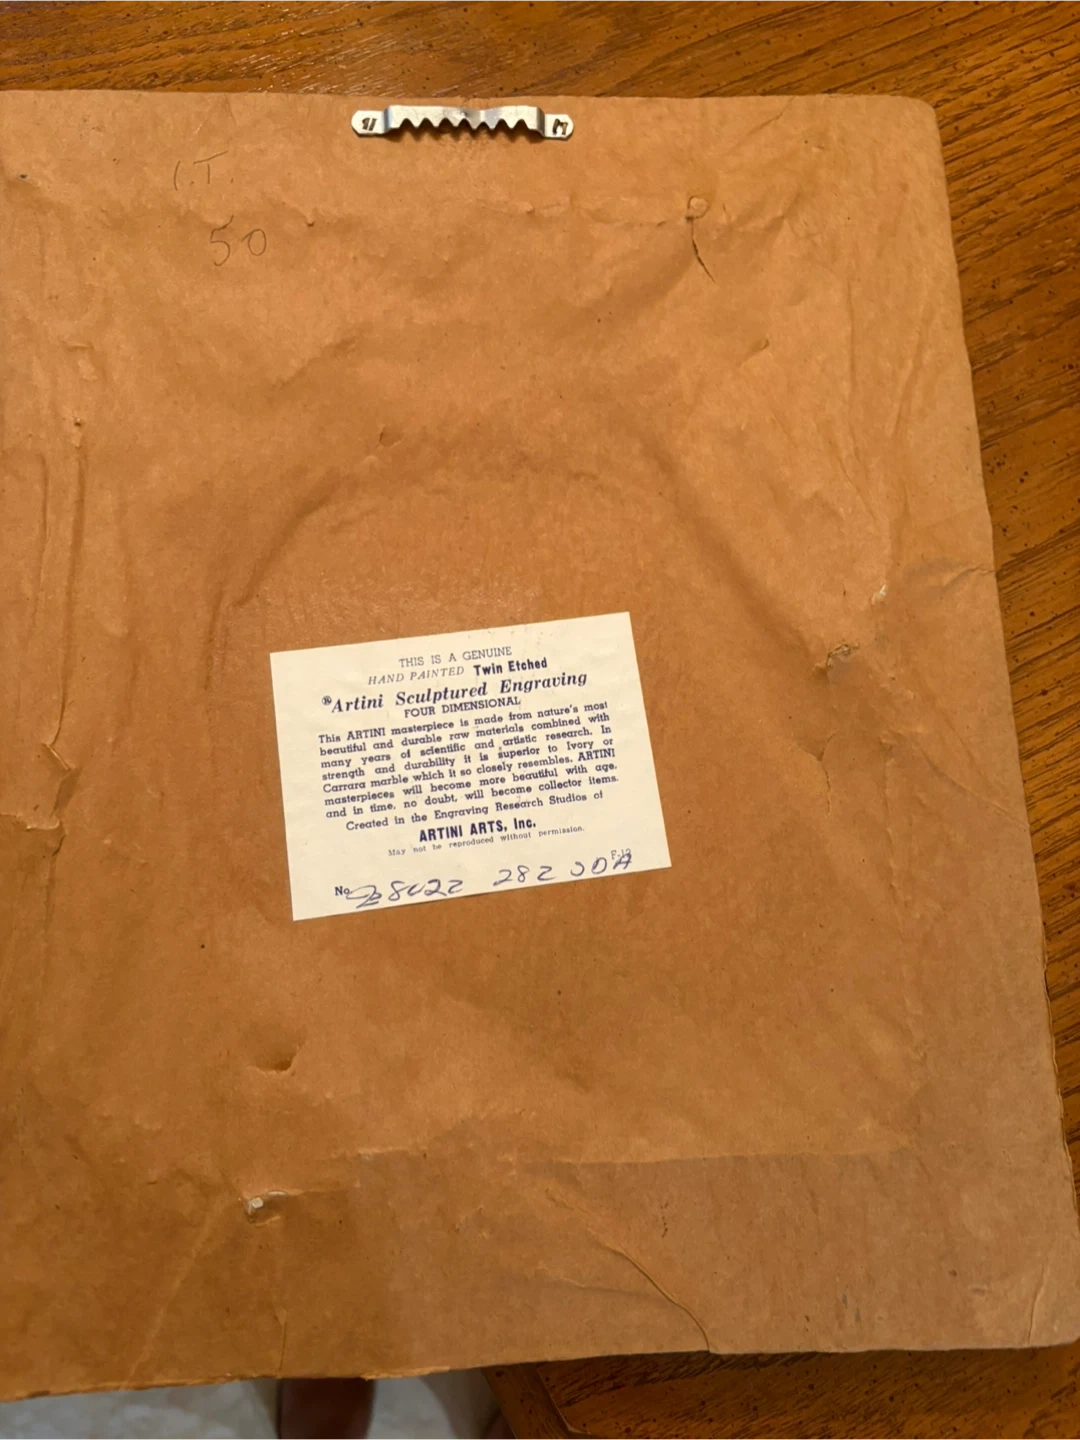 I.T.
50
THIS IS A GENUINE
HAND PAINTED Twin Etched
®Artini Sculptured Engraving
FOUR DIMENSIONAL
This ARTINI masterpiece is made from nature's most
beautiful and durable raw materials combined with
many years of scientific and artistic research. In
strength and durability it is superior to Ivory or
Carrara marble which it so closely resembles. ARTINI
masterpieces will become more beautiful with age.
and in time, no doubt, will become collector items.
Created in the Engraving Research Studios of
ARTINI ARTS, Inc.
May not be reproduced without permission.
No. 282